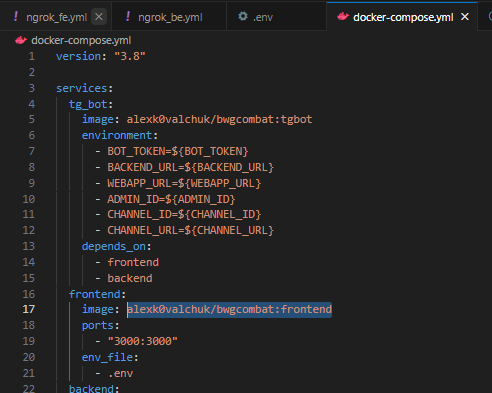 ! ngrok_fe.yml × ! ngrok_be.yml .env docker-compose.yml ×
docker-compose.yml
1 version: "3.8"
2
3 services:
4 tg_bot:
5 image: alexk0valchuk/bwgcombat:tgbot
6 environment:
7 - BOT_TOKEN=${BOT_TOKEN}
8 - BACKEND_URL=${BACKEND_URL}
9 - WEBAPP_URL=${WEBAPP_URL}
10 - ADMIN_ID=${ADMIN_ID}
11 - CHANNEL_ID=${CHANNEL_ID}
12 - CHANNEL_URL=${CHANNEL_URL}
13 depends_on:
14 - frontend
15 - backend
16 frontend:
17 image: alexk0valchuk/bwgcombat:frontend
18 ports:
19 - "3000:3000"
20 env_file:
21 - .env
22 backend: